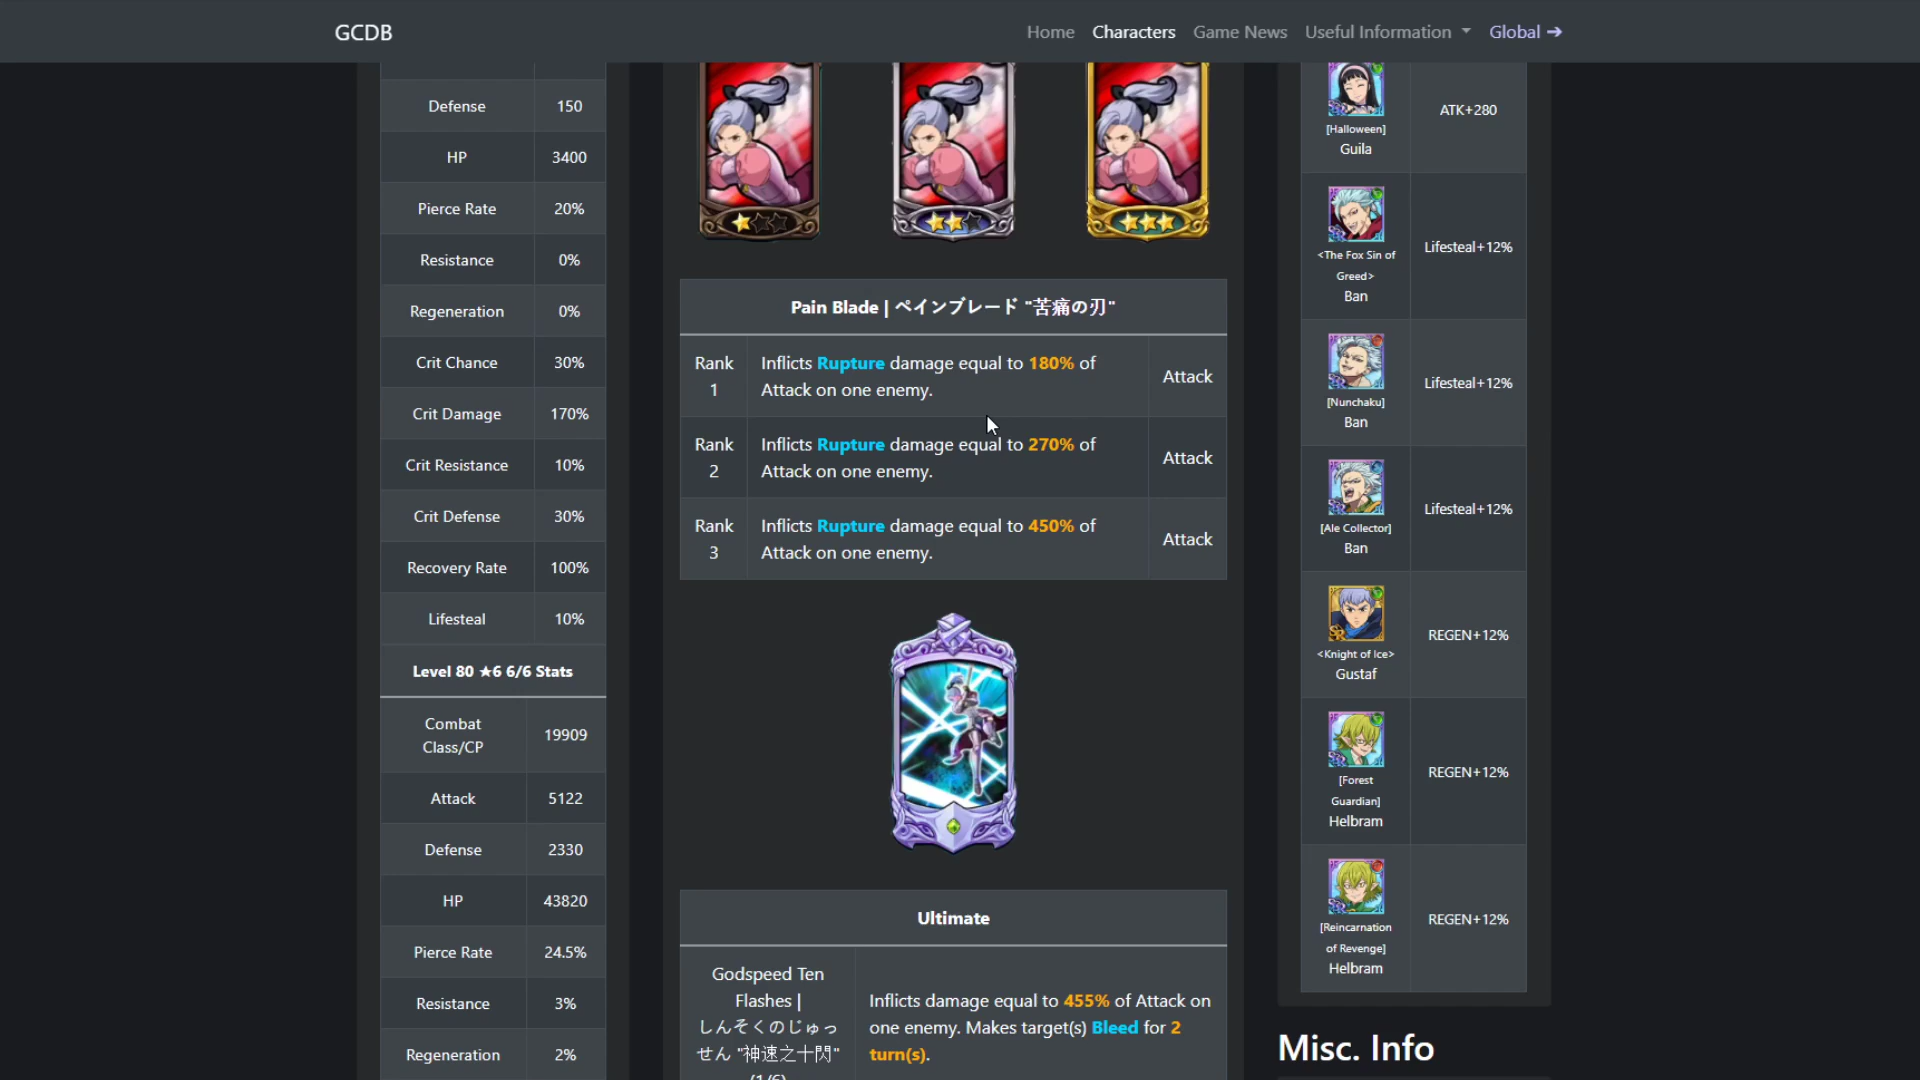 GCDB
Home Characters Game News Useful Information Global ➔
Defense 150
HP 3400
Pierce Rate 20%
Resistance 0%
Regeneration 0%
Crit Chance 30%
Crit Damage 170%
Crit Resistance 10%
Crit Defense 30%
Recovery Rate 100%
Lifesteal 10%
Level 80 ★6 6/6 Stats
Combat
Class/CP 19909
Attack 5122
Defense 2330
HP 43820
Pierce Rate 24.5%
Resistance 3%
Regeneration 2%
Pain Blade | ペインブレード "苦痛の刃"
Rank
1
Inflicts Rupture damage equal to 180% of
Attack on one enemy.
Attack
Rank
2
Inflicts Rupture damage equal to 270% of
Attack on one enemy.
Attack
Rank
3
Inflicts Rupture damage equal to 450% of
Attack on one enemy.
Attack
Ultimate
Godspeed Ten
Flashes |
しんそくのじゅっ
せん "神速之十閃"
(1/6)
Inflicts damage equal to 455% of Attack on
one enemy. Makes target(s) Bleed for 2
turn(s).
[Halloween]
Guila
ATK+280
<The Fox Sin of
Greed>
Ban
Lifesteal+12%
[Nunchaku]
Ban
Lifesteal+12%
[Ale Collector]
Ban
Lifesteal+12%
SR
<Knight of Ice>
Gustaf
REGEN+12%
[Forest
Guardian]
Helbram
REGEN+12%
[Reincarnation
of Revenge]
Helbram
REGEN+12%
Misc. Info